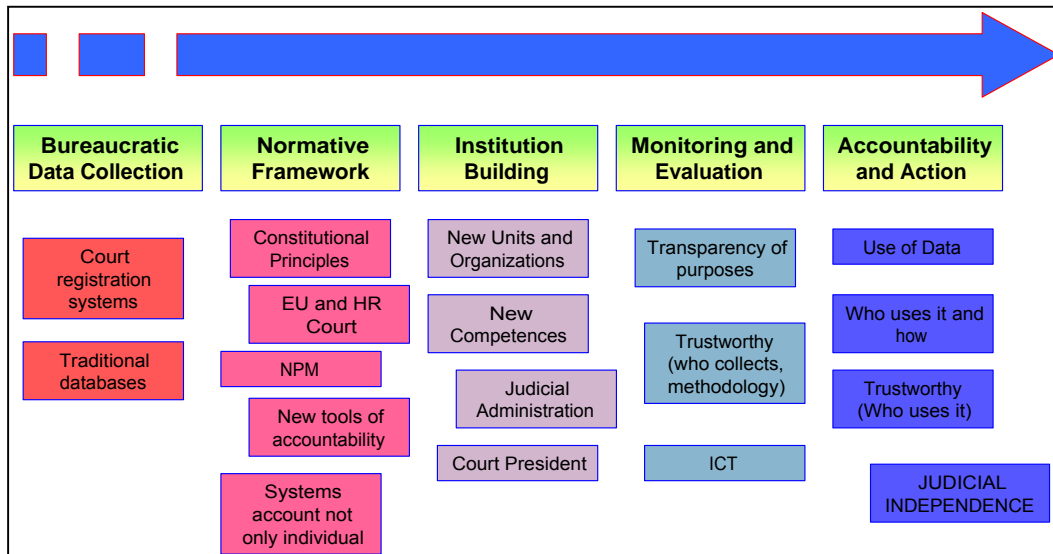 Bureaucratic
Data Collection
Normative
Framework
Institution
Building
Monitoring and
Evaluation
Accountability
and Action
Court
registration
systems
Traditional
databases
Constitutional
Principles
EU and HR
Court
NPM
New tools of
accountability
Systems
account not
only individual
New Units and
Organizations
New
Competences
Judicial
Administration
Court President
Transparency of
purposes
Trustworthy
(who collects,
methodology)
ICT
Use of Data
Who uses it and
how
Trustworthy
(Who uses it)
JUDICIAL
INDEPENDENCE